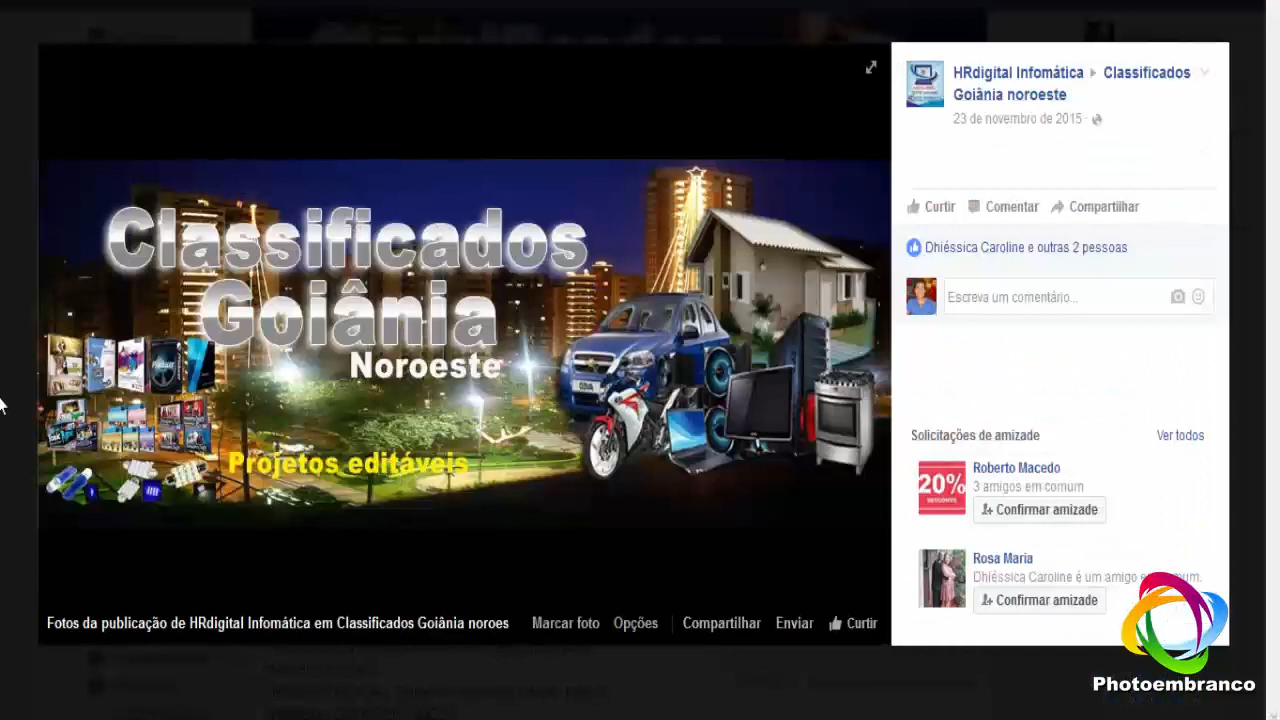 HRdigital Infomática ▸ Classificados
Goiânia noroeste
23 de novembro de 2015 ·
Classificados
Goiânia
Noroeste
Projetos editáveis
Curtir Comentar Compartilhar
Dhiéssica Caroline e outras 2 pessoas
Escreva um comentário...
Solicitações de amizade Ver todos
20%
DESCONTO
Roberto Macedo
3 amigos em comum
Confirmar amizade
Rosa Maria
Dhiéssica Caroline é um amigo em comum.
Confirmar amizade
Fotos da publicação de HRdigital Infomática em Classificados Goiânia noroes Marcar foto Opções Compartilhar Enviar Curtir
Photoembranco